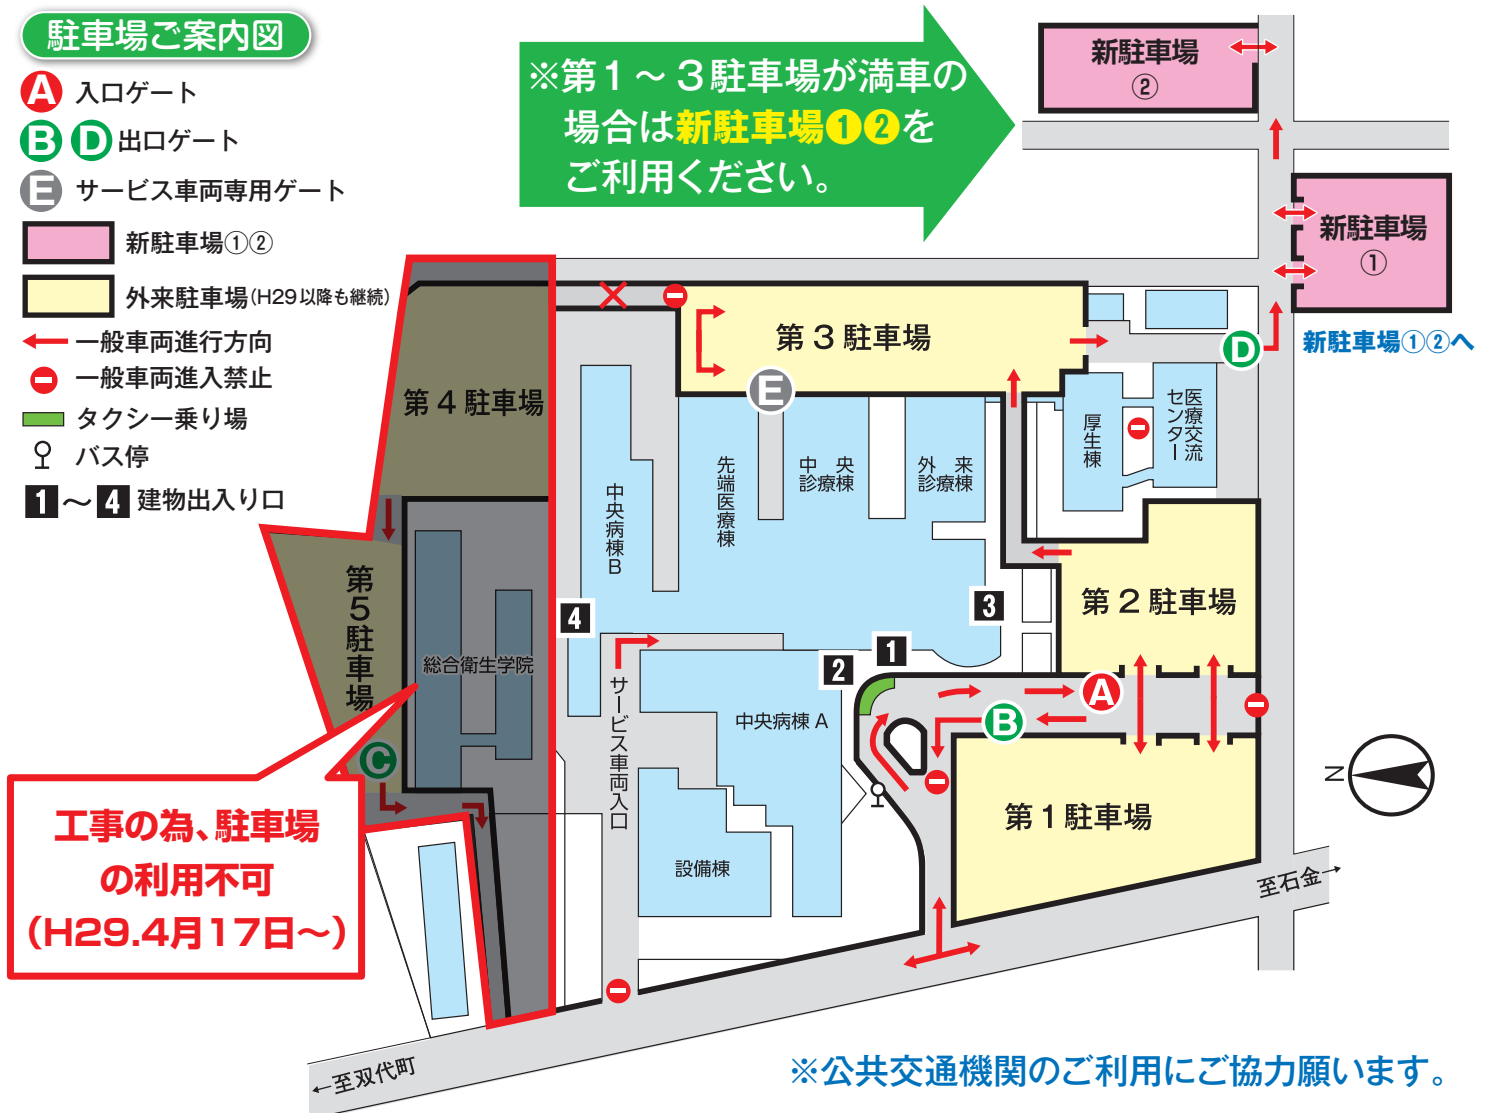 駐車場ご案内図
A 入口ゲート
B D 出口ゲート
E サービス車両専用ゲート
新駐車場①②
外来駐車場(H29以降も継続)
一般車両進行方向
一般車両進入禁止
タクシー乗り場
バス停
1～4 建物出入り口
※第1～3駐車場が満車の
場合は新駐車場❶❷を
ご利用ください。
新駐車場
②
新駐車場
①
新駐車場①②へ
第3駐車場
第4駐車場
第5駐車場
E
D
厚生棟
医療交流
センター
中央病棟B
先端医療棟
中央
診療棟
外来
診療棟
第2駐車場
総合衛生学院
4
3
1
2
A
B
C
サービス車両入口
中央病棟A
設備棟
第1駐車場
N
工事の為、駐車場
の利用不可
(H29.4月17日～)
至石金→
←至双代町
※公共交通機関のご利用にご協力願います。